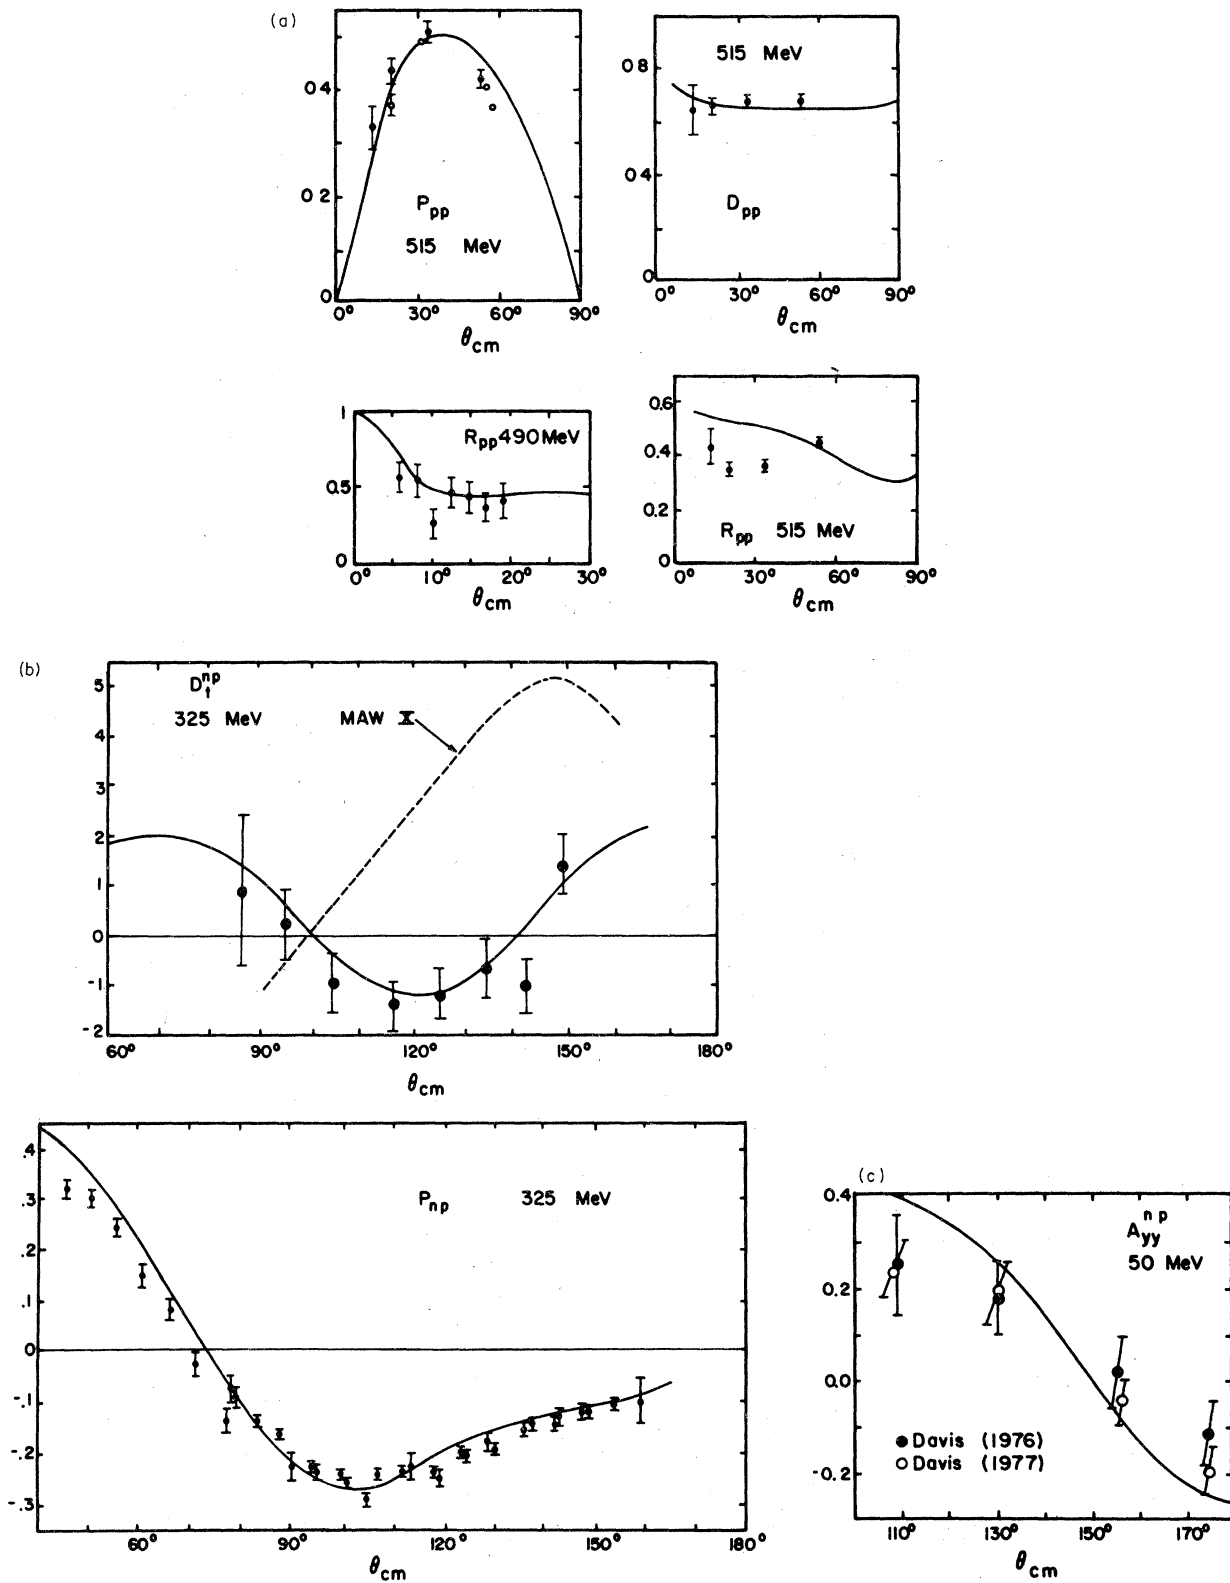 (a)
0.4
0.2
0
P_pp
515 MeV
0° 30° 60° 90°
θ_cm
515 MeV
0.8
0.4
0
D_pp
0° 30° 60° 90°
θ_cm
1
0.5
0
R_pp 490 MeV
0° 10° 20° 30°
θ_cm
0.6
0.4
0.2
0
R_pp 515 MeV
0° 30° 60° 90°
θ_cm
(b)
D_t^np
325 MeV
MAW X
5
4
3
2
1
0
-1
-2
60° 90° 120° 150° 180°
θ_cm
.4
.3
.2
.1
0
-.1
-.2
-.3
P_np 325 MeV
60° 90° 120° 150° 180°
θ_cm
(c)
0.4
0.2
0.0
-0.2
A_yy^np
50 MeV
● Davis (1976)
○ Davis (1977)
110° 130° 150° 170°
θ_cm